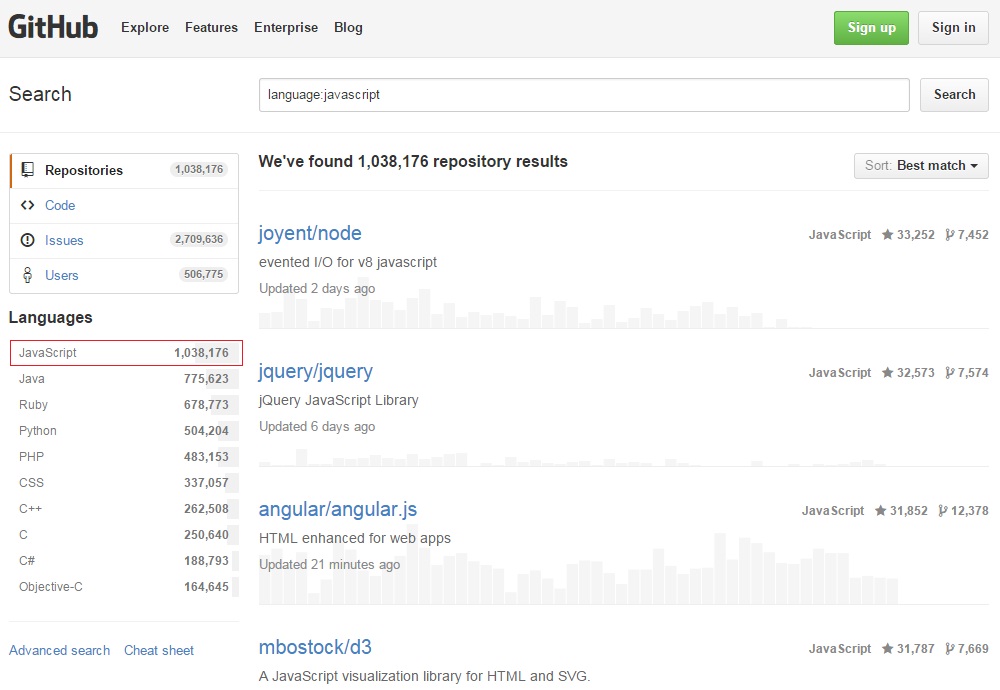 GitHub Explore Features Enterprise Blog Sign up Sign in
Search language:javascript Search
Repositories 1,038,176
Code
Issues 2,709,636
Users 506,775
Languages
JavaScript 1,038,176
Java 775,623
Ruby 678,773
Python 504,204
PHP 483,153
CSS 337,057
C++ 262,508
C 250,640
C# 188,793
Objective-C 164,645
Advanced search Cheat sheet
We've found 1,038,176 repository results Sort: Best match
joyent/node JavaScript 33,252 7,452
evented I/O for v8 javascript
Updated 2 days ago
jquery/jquery JavaScript 32,573 7,574
jQuery JavaScript Library
Updated 6 days ago
angular/angular.js JavaScript 31,852 12,378
HTML enhanced for web apps
Updated 21 minutes ago
mbostock/d3 JavaScript 31,787 7,669
A JavaScript visualization library for HTML and SVG.